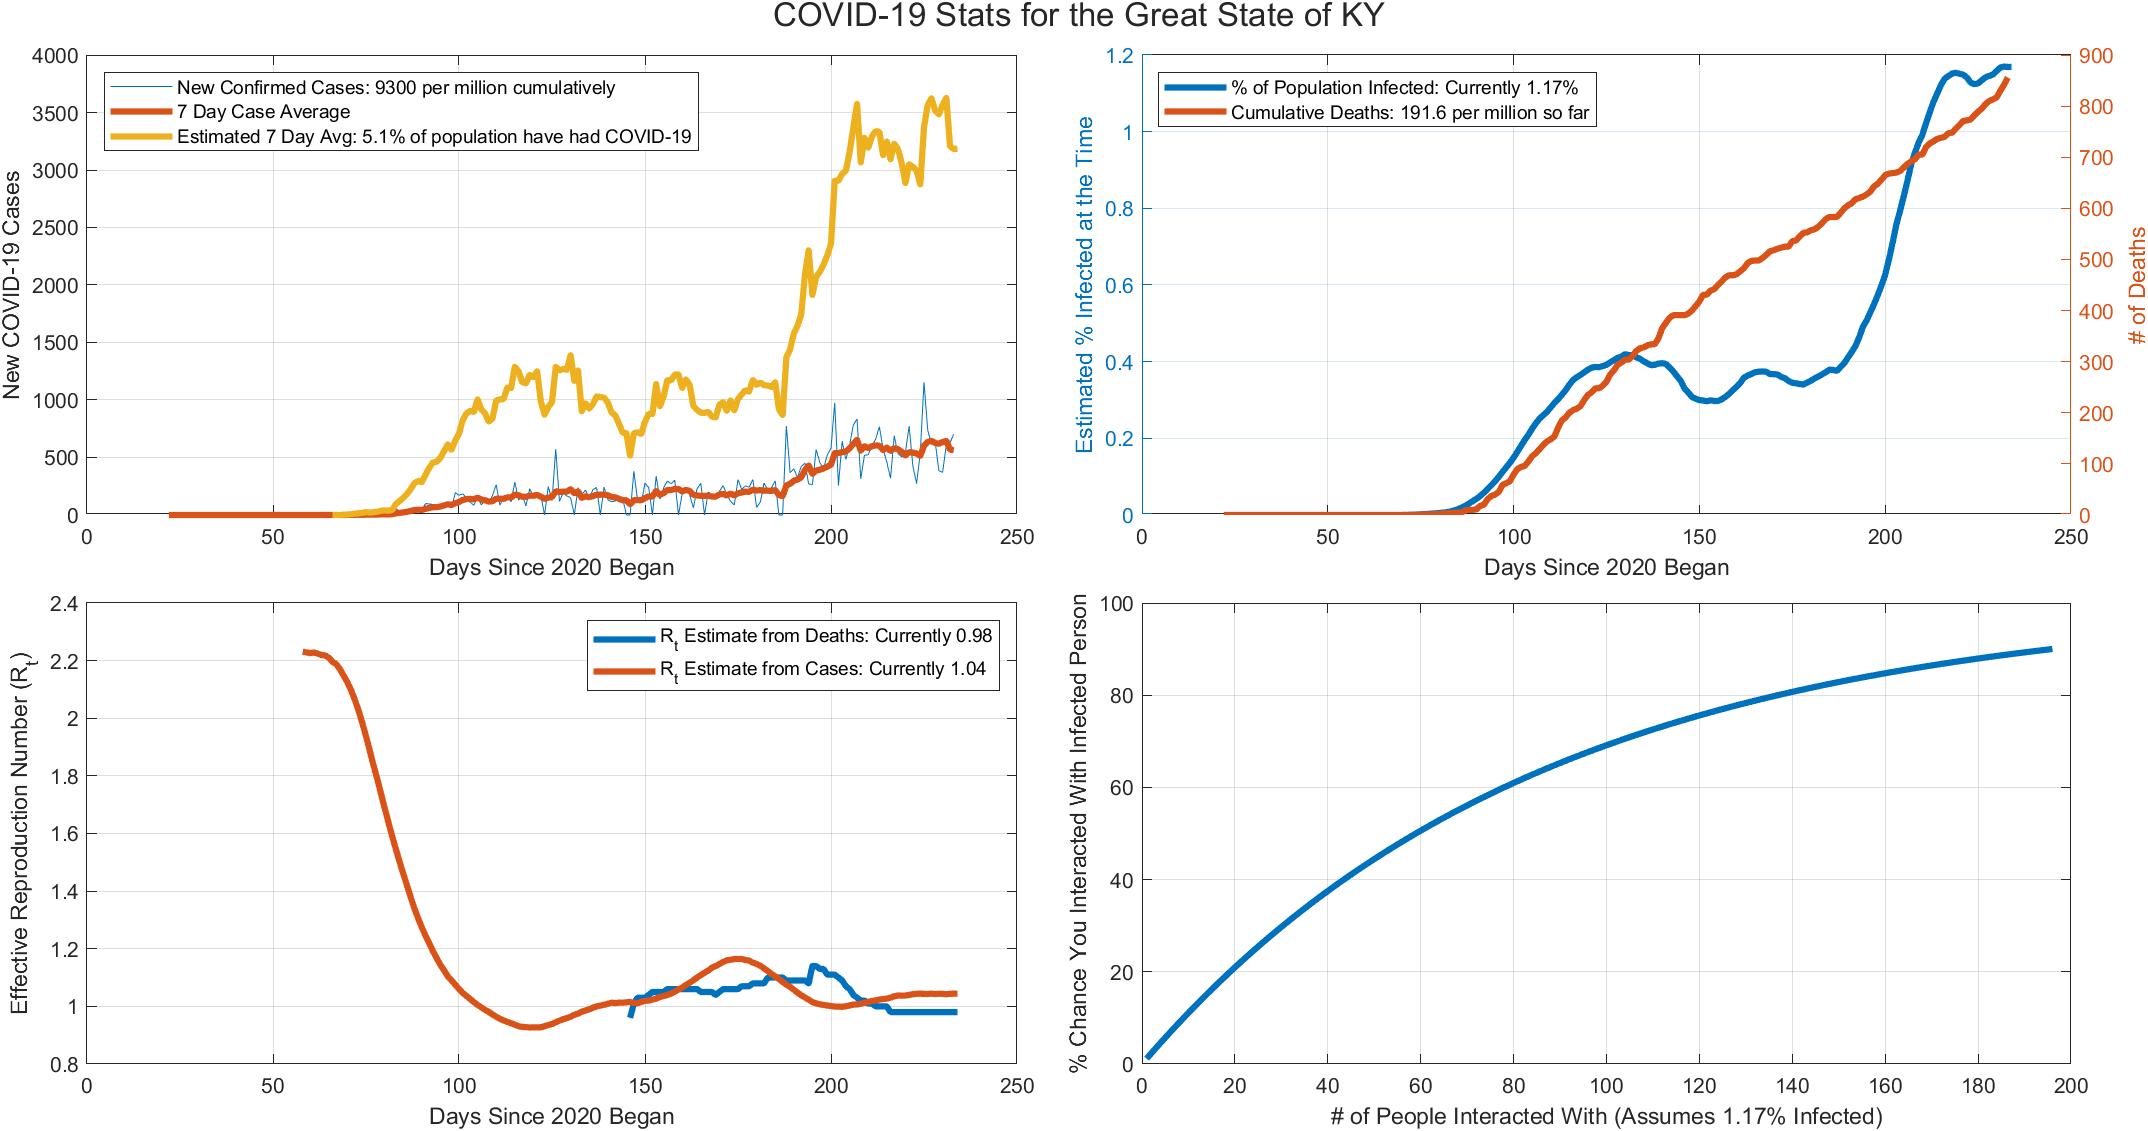 COVID-19 Stats for the Great State of KY
New COVID-19 Cases
4000
3500
3000
2500
2000
1500
1000
500
0
New Confirmed Cases: 9300 per million cumulatively
7 Day Case Average
Estimated 7 Day Avg: 5.1% of population have had COVID-19
0 50 100 150 200 250
Days Since 2020 Began
Estimated % Infected at the Time
1.2
1
0.8
0.6
0.4
0.2
0
% of Population Infected: Currently 1.17%
Cumulative Deaths: 191.6 per million so far
900
800
700
600
500
400
300
200
100
0
# of Deaths
0 50 100 150 200 250
Days Since 2020 Began
Effective Reproduction Number (Rt)
2.4
2.2
2
1.8
1.6
1.4
1.2
1
0.8
Rt Estimate from Deaths: Currently 0.98
Rt Estimate from Cases: Currently 1.04
0 50 100 150 200 250
Days Since 2020 Began
% Chance You Interacted With Infected Person
100
80
60
40
20
0
0 20 40 60 80 100 120 140 160 180 200
# of People Interacted With (Assumes 1.17% Infected)